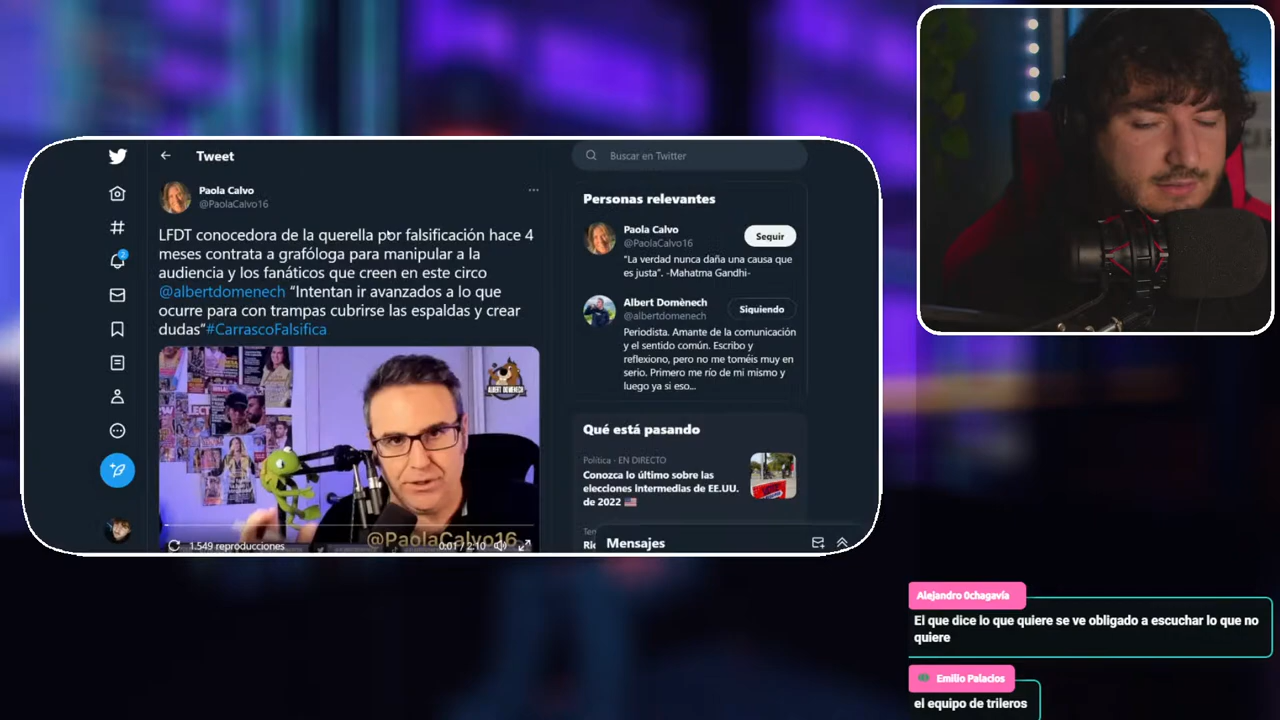 Tweet
Buscar en Twitter
Paola Calvo
@PaolaCalvo16
LFDT conocedora de la querella por falsificación hace 4
meses contrata a grafóloga para manipular a la
audiencia y los fanáticos que creen en este circo
@albertdomenech “Intentan ir avanzados a lo que
ocurre para con trampas cubrirse las espaldas y crear
dudas”#CarrascoFalsifica
ALBERT DOMENECH
@PaolaCalvo16
1.549 reproducciones
0:01 / 2:10
Personas relevantes
Paola Calvo
@PaolaCalvo16
Seguir
“La verdad nunca daña una causa que
es justa”. -Mahatma Gandhi-
Albert Domènech
@albertdomenech
Siguiendo
Periodista. Amante de la comunicación
y el sentido común. Escribo y
reflexiono, pero no me toméis muy en
serio. Primero me río de mi mismo y
luego ya si eso...
Qué está pasando
Política · EN DIRECTO
Conozca lo último sobre las
elecciones intermedias de EE.UU.
de 2022
Mensajes
2
Alejandro Ochagavía
El que dice lo que quiere se ve obligado a escuchar lo que no
quiere
Emilio Palacios
el equipo de trileros